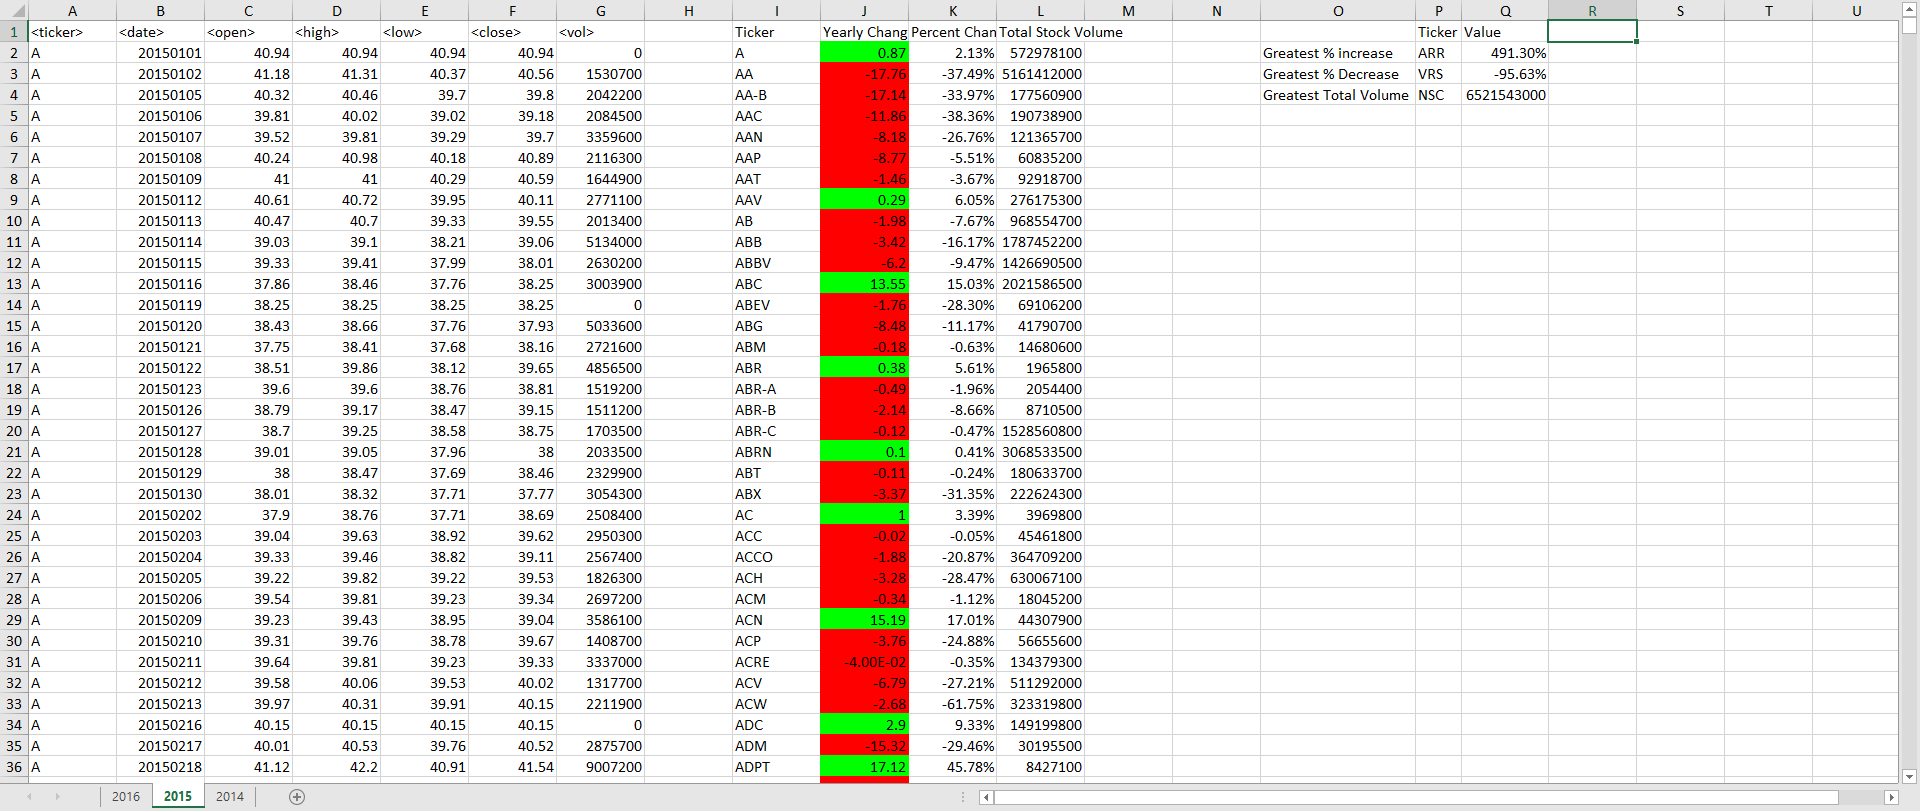 A B C D E F G H I J K L M N O P Q R S T U
1 <ticker> <date> <open> <high> <low> <close> <vol> Ticker Yearly Chang Percent Chan Total Stock Volume Ticker Value
2 A 20150101 40.94 40.94 40.94 40.94 0 A 0.87 2.13% 572978100 Greatest % increase ARR 491.30%
3 A 20150102 41.18 41.31 40.37 40.56 1530700 AA -17.76 -37.49% 5161412000 Greatest % Decrease VRS -95.63%
4 A 20150105 40.32 40.46 39.7 39.8 2042200 AA-B -17.14 -33.97% 177560900 Greatest Total Volume NSC 6521543000
5 A 20150106 39.81 40.02 39.02 39.18 2084500 AAC -11.86 -38.36% 190738900
6 A 20150107 39.52 39.81 39.29 39.7 3359600 AAN -8.18 -26.76% 121365700
7 A 20150108 40.24 40.98 40.18 40.89 2116300 AAP -8.77 -5.51% 60835200
8 A 20150109 41 41 40.29 40.59 1644900 AAT -1.46 -3.67% 92918700
9 A 20150112 40.61 40.72 39.95 40.11 2771100 AAV 0.29 6.05% 276175300
10 A 20150113 40.47 40.7 39.33 39.55 2013400 AB -1.98 -7.67% 968554700
11 A 20150114 39.03 39.1 38.21 39.06 5134000 ABB -3.42 -16.17% 1787452200
12 A 20150115 39.33 39.41 37.99 38.01 2630200 ABBV -6.2 -9.47% 1426690500
13 A 20150116 37.86 38.46 37.76 38.25 3003900 ABC 13.55 15.03% 2021586500
14 A 20150119 38.25 38.25 38.25 38.25 0 ABEV -1.76 -28.30% 69106200
15 A 20150120 38.43 38.66 37.76 37.93 5033600 ABG -8.48 -11.17% 41790700
16 A 20150121 37.75 38.41 37.68 38.16 2721600 ABM -0.18 -0.63% 14680600
17 A 20150122 38.51 39.86 38.12 39.65 4856500 ABR 0.38 5.61% 1965800
18 A 20150123 39.6 39.6 38.76 38.81 1519200 ABR-A -0.49 -1.96% 2054400
19 A 20150126 38.79 39.17 38.47 39.15 1511200 ABR-B -2.14 -8.66% 8710500
20 A 20150127 38.7 39.25 38.58 38.75 1703500 ABR-C -0.12 -0.47% 1528560800
21 A 20150128 39.01 39.05 37.96 38 2033500 ABRN 0.1 0.41% 3068533500
22 A 20150129 38 38.47 37.69 38.46 2329900 ABT -0.11 -0.24% 180633700
23 A 20150130 38.01 38.32 37.71 37.77 3054300 ABX -3.37 -31.35% 222624300
24 A 20150202 37.9 38.76 37.71 38.69 2508400 AC 1 3.39% 3969800
25 A 20150203 39.04 39.63 38.92 39.62 2950300 ACC -0.02 -0.05% 45461800
26 A 20150204 39.33 39.46 38.82 39.11 2567400 ACCO -1.88 -20.87% 364709200
27 A 20150205 39.22 39.82 39.22 39.53 1826300 ACH -3.28 -28.47% 630067100
28 A 20150206 39.54 39.81 39.23 39.34 2697200 ACM -0.34 -1.12% 18045200
29 A 20150209 39.23 39.43 38.95 39.04 3586100 ACN 15.19 17.01% 44307900
30 A 20150210 39.31 39.76 38.78 39.67 1408700 ACP -3.76 -24.88% 56655600
31 A 20150211 39.64 39.81 39.23 39.33 3337000 ACRE -4.00E-02 -0.35% 134379300
32 A 20150212 39.58 40.06 39.53 40.02 1317700 ACV -6.79 -27.21% 511292000
33 A 20150213 39.97 40.31 39.91 40.15 2211900 ACW -2.68 -61.75% 323319800
34 A 20150216 40.15 40.15 40.15 40.15 0 ADC 2.9 9.33% 149199800
35 A 20150217 40.01 40.53 39.76 40.52 2875700 ADM -15.32 -29.46% 30195500
36 A 20150218 41.12 42.2 40.91 41.54 9007200 ADPT 17.12 45.78% 8427100
2016 2015 2014